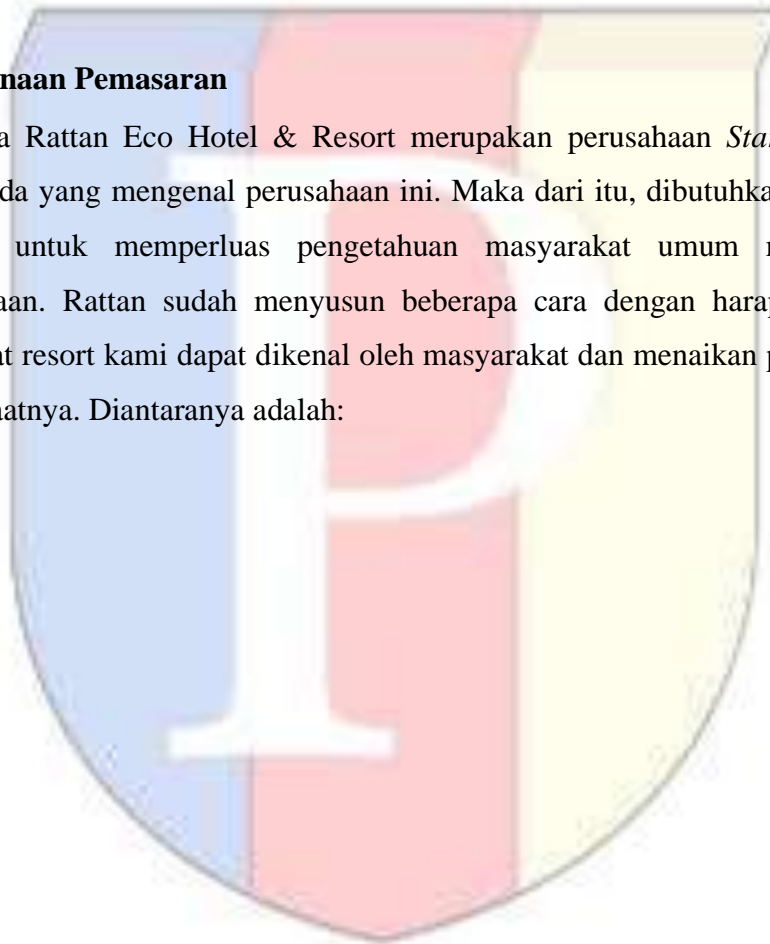 naan Pemasaran
a Rattan Eco Hotel & Resort merupakan perusahaan Sta
da yang mengenal perusahaan ini. Maka dari itu, dibutuhka
untuk memperluas pengetahuan masyarakat umum
aan. Rattan sudah menyusun beberapa cara dengan harap
at resort kami dapat dikenal oleh masyarakat dan menaikan p
atnya. Diantaranya adalah:
P